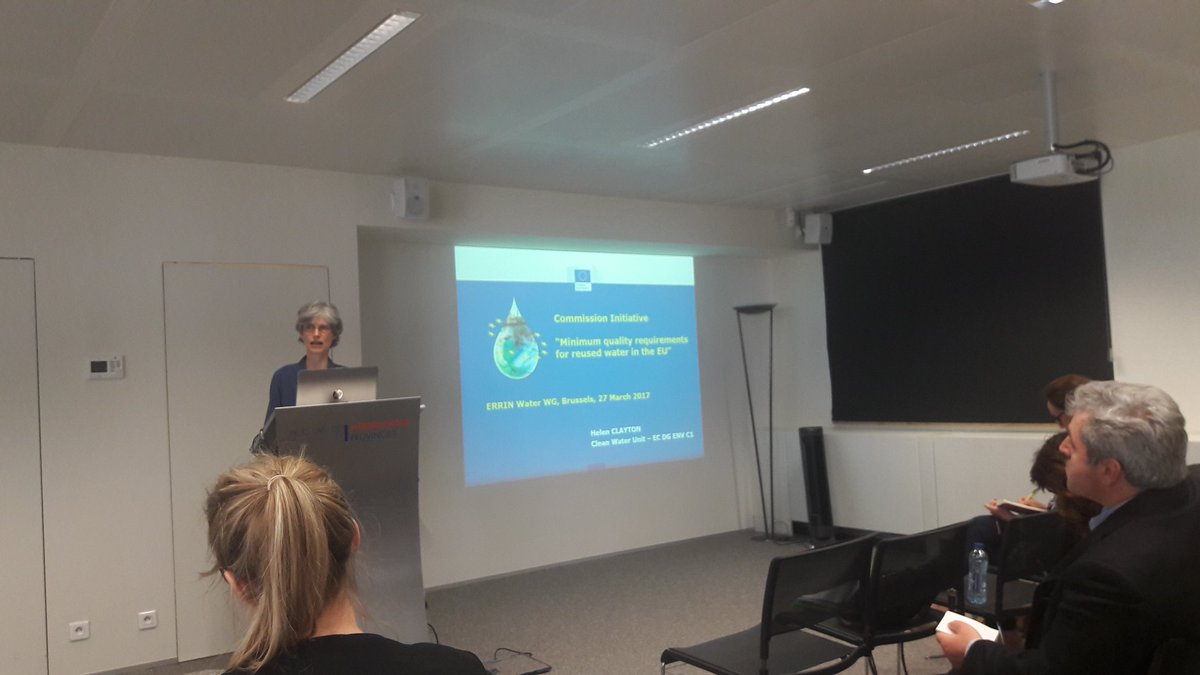 Commission Initiative
"Minimum quality requirements
for reused water in the EU"
ERRIN Water WG, Brussels, 27 March 2017
Helen CLAYTON
Clean Water Unit – EC DG ENV C1
PROVINCES